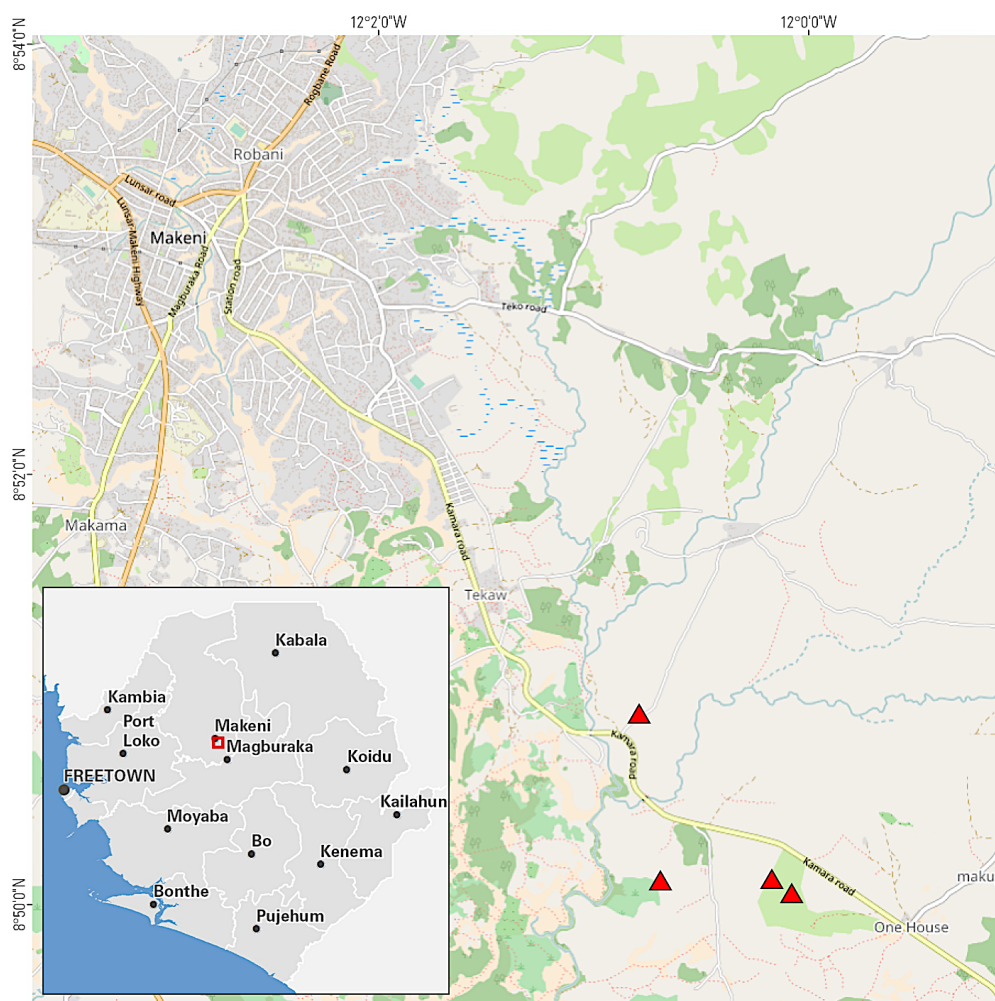 12°2'0"W
12°0'0"W
8°54'0"N
8°52'0"N
8°50'0"N
Rogbane Road
Robani
Lunsar road
Lunsar-Makeni Highway
Makeni
Magburaka Road
Station road
Teko road
Makama
Kamara road
Tekaw
Kamara road
Kamara road
maku
One House
Kabala
Kambia
Port
Loko
Makeni
Magburaka
Koidu
FREETOWN
Kailahun
Moyaba
Bo
Kenema
Bonthe
Pujehum